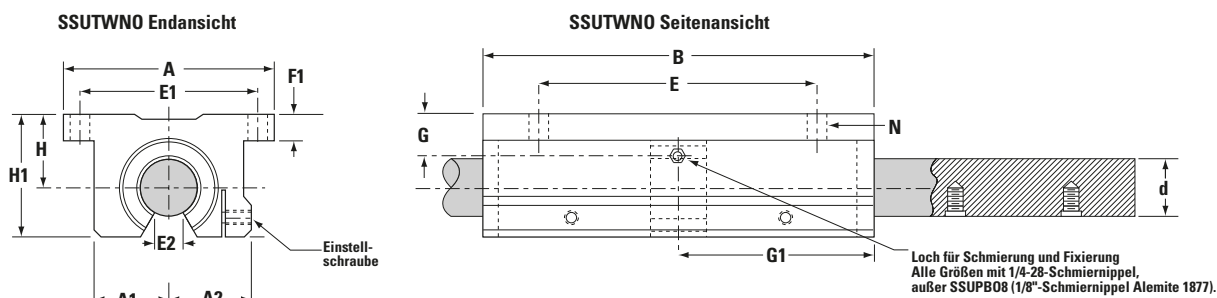 SSUTWNO Endansicht
A
E1
F1
H
H1
E2
Einstell-
schraube
A1
A2
SSUTWNO Seitenansicht
B
E
G
N
d
G1
Loch für Schmierung und Fixierung
Alle Größen mit 1/4-28-Schmiernippel,
außer SSUPBO8 (1/8"-Schmiernippel Alemite 1877).